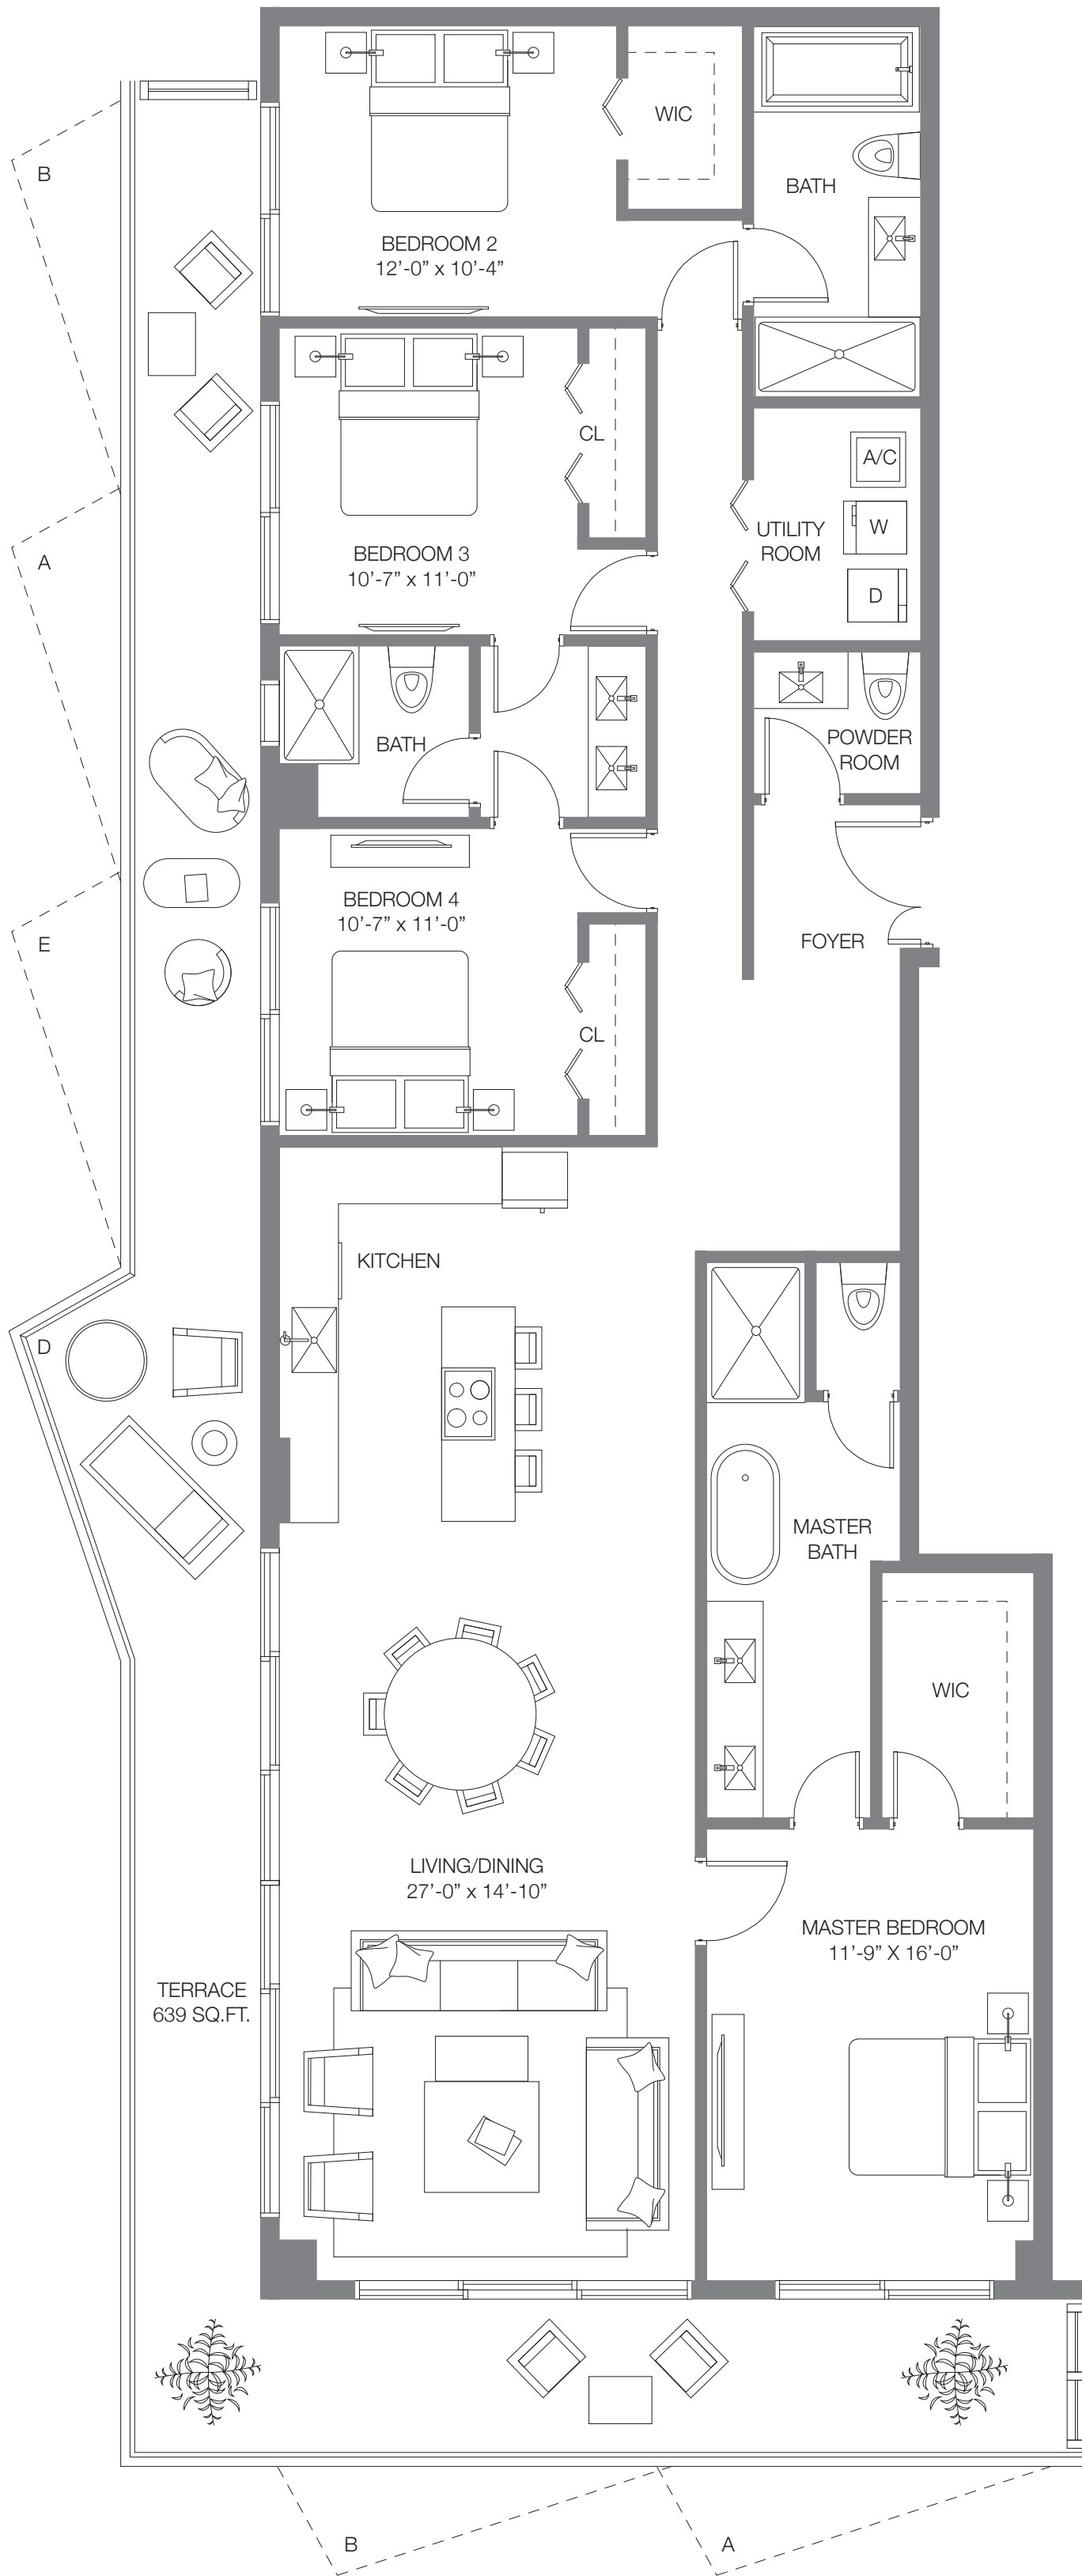 B
WIC
BATH
BEDROOM 2
12’-0” x 10’-4”
CL
A/C
W
UTILITY
ROOM
D
BEDROOM 3
10’-7” x 11’-0”
A
BATH
POWDER
ROOM
BEDROOM 4
10’-7” x 11’-0”
E
FOYER
CL
KITCHEN
D
MASTER
BATH
WIC
LIVING/DINING
27’-0” x 14’-10”
MASTER BEDROOM
11’-9” X 16’-0”
TERRACE
639 SQ.FT.
B
A